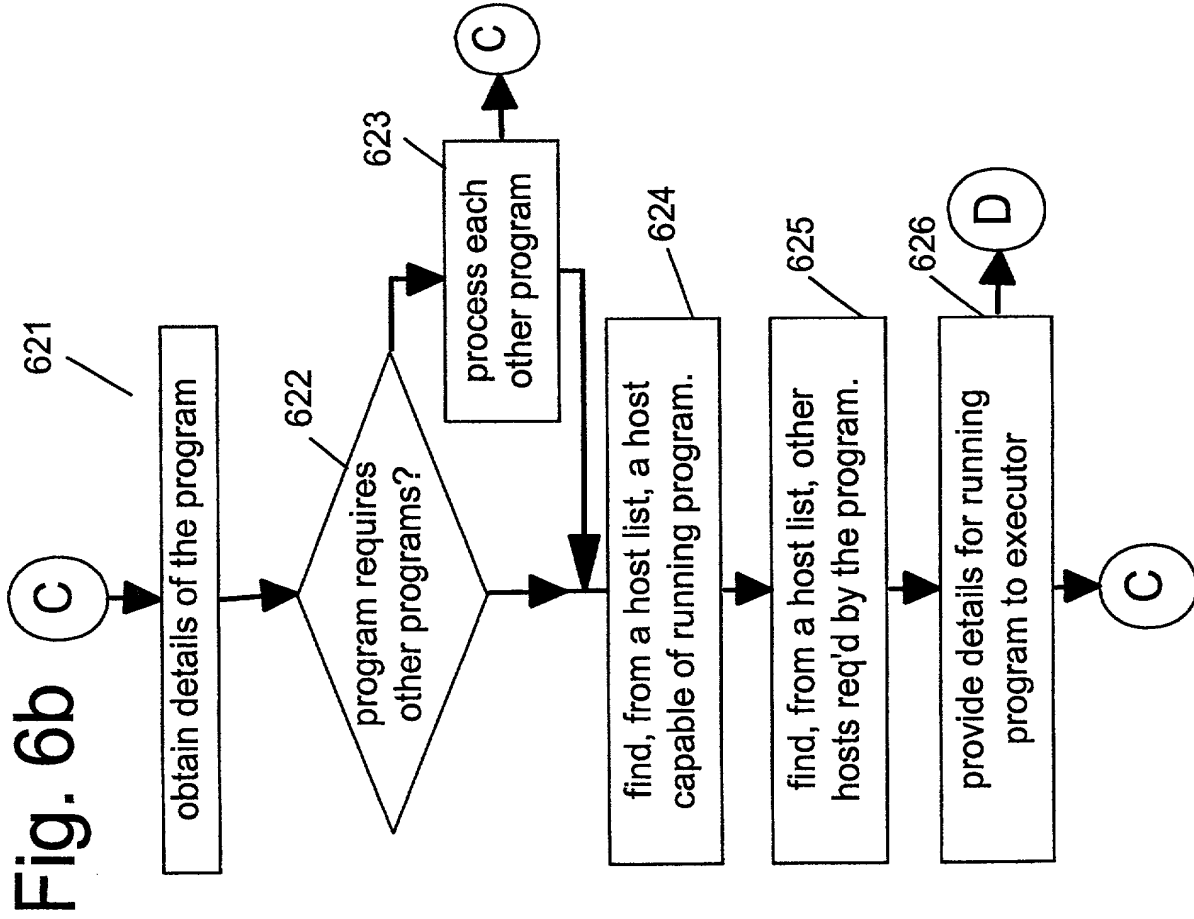 Fig. 6b
C
621
obtain details of the program
622
program requires
other programs?
623
process each
other program
C
624
find, from a host list, a host
capable of running program.
625
find, from a host list, other
hosts req'd by the program.
626
provide details for running
program to executor
D
C